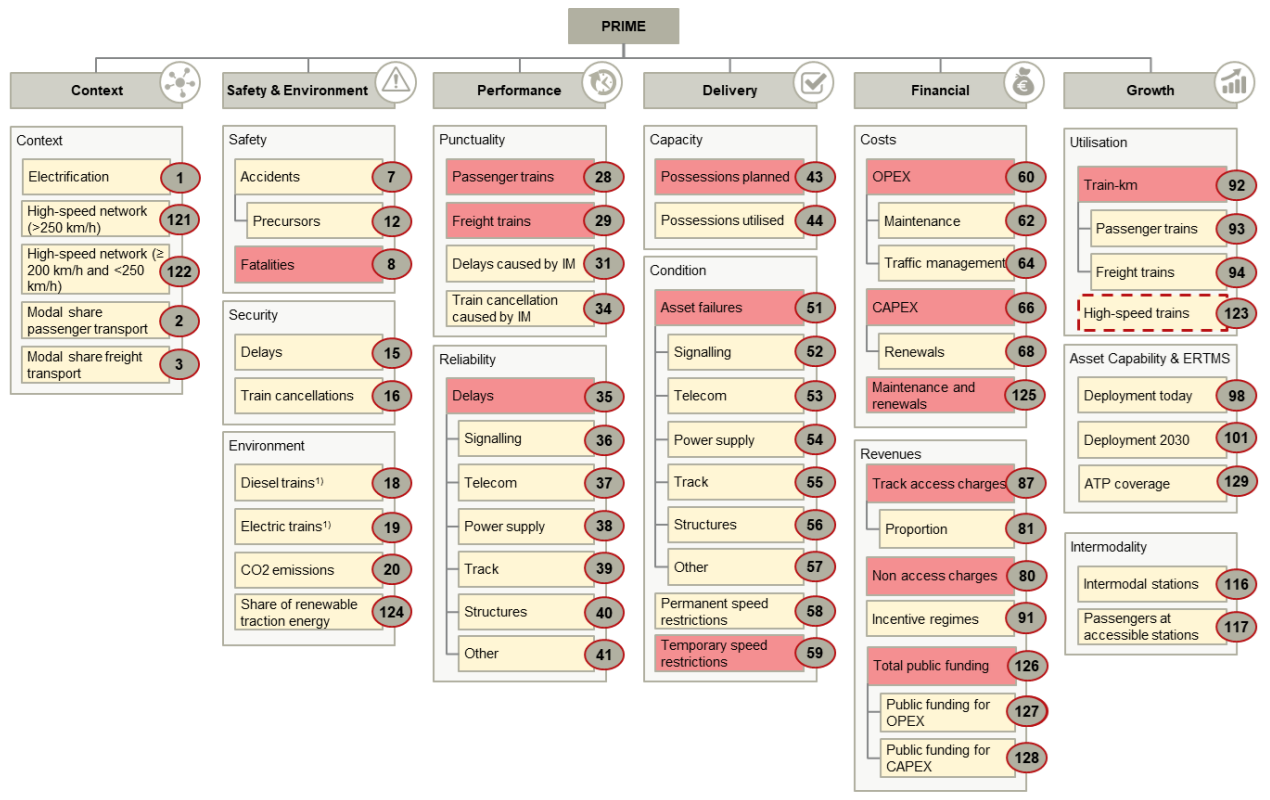 PRIME
Context
Context
Electrification
1
High-speed network
(>250 km/h)
121
High-speed network (≥
200 km/h and <250
km/h)
122
Modal share
passenger transport
2
Modal share freight
transport
3
Safety & Environment
Safety
Accidents
7
Precursors
12
Fatalities
8
Security
Delays
15
Train cancellations
16
Environment
Diesel trains¹⁾
18
Electric trains¹⁾
19
CO2 emissions
20
Share of renewable
traction energy
124
Performance
Punctuality
Passenger trains
28
Freight trains
29
Delays caused by IM
31
Train cancellation
caused by IM
34
Reliability
Delays
35
Signalling
36
Telecom
37
Power supply
38
Track
39
Structures
40
Other
41
Delivery
Capacity
Possessions planned
43
Possessions utilised
44
Condition
Asset failures
51
Signalling
52
Telecom
53
Power supply
54
Track
55
Structures
56
Other
57
Permanent speed
restrictions
58
Temporary speed
restrictions
59
Financial
Costs
OPEX
60
Maintenance
62
Traffic management
64
CAPEX
66
Renewals
68
Maintenance and
renewals
125
Revenues
Track access charges
87
Proportion
81
Non access charges
80
Incentive regimes
91
Total public funding
126
Public funding for
OPEX
127
Public funding for
CAPEX
128
Growth
Utilisation
Train-km
92
Passenger trains
93
Freight trains
94
High-speed trains
123
Asset Capability & ERTMS
Deployment today
98
Deployment 2030
101
ATP coverage
129
Intermodality
Intermodal stations
116
Passengers at
accessible stations
117